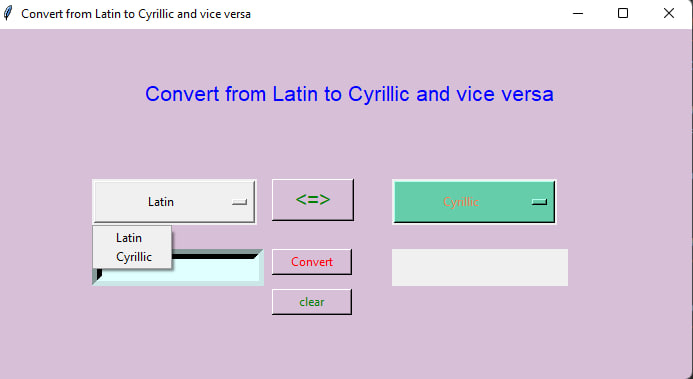 Convert from Latin to Cyrillic and vice versa
Convert from Latin to Cyrillic and vice versa
Latin
<=>
Cyrillic
Latin
Cyrillic
Convert
clear